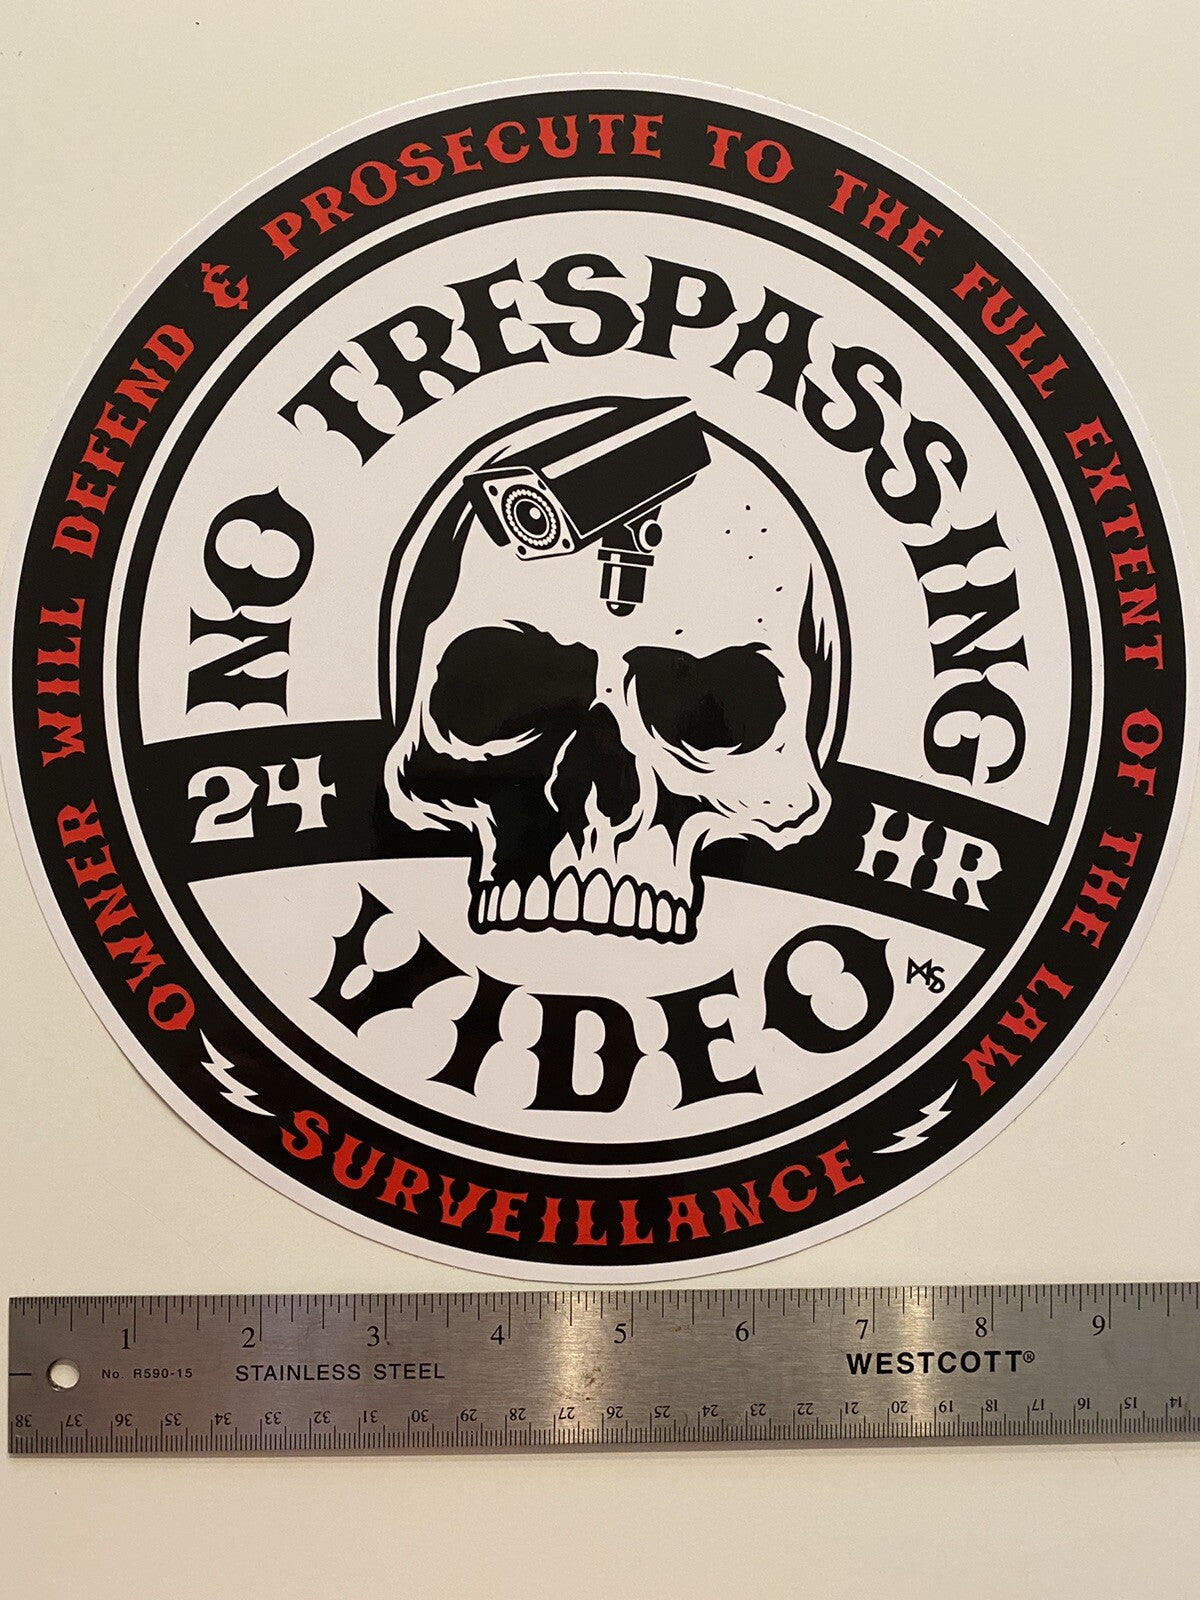 OWNER WILL DEFEND & PROSECUTE TO THE FULL EXTENT OF THE LAW
NO TRESPASSING
24 HR
VIDEO
MSD
SURVEILLANCE
1 2 3 4 5 6 7 8 9
No. R590-15 STAINLESS STEEL WESTCOTT®
38 37 36 35 34 33 32 31 30 29 28 27 26 25 24 23 22 21 20 19 18 17 16 15 14